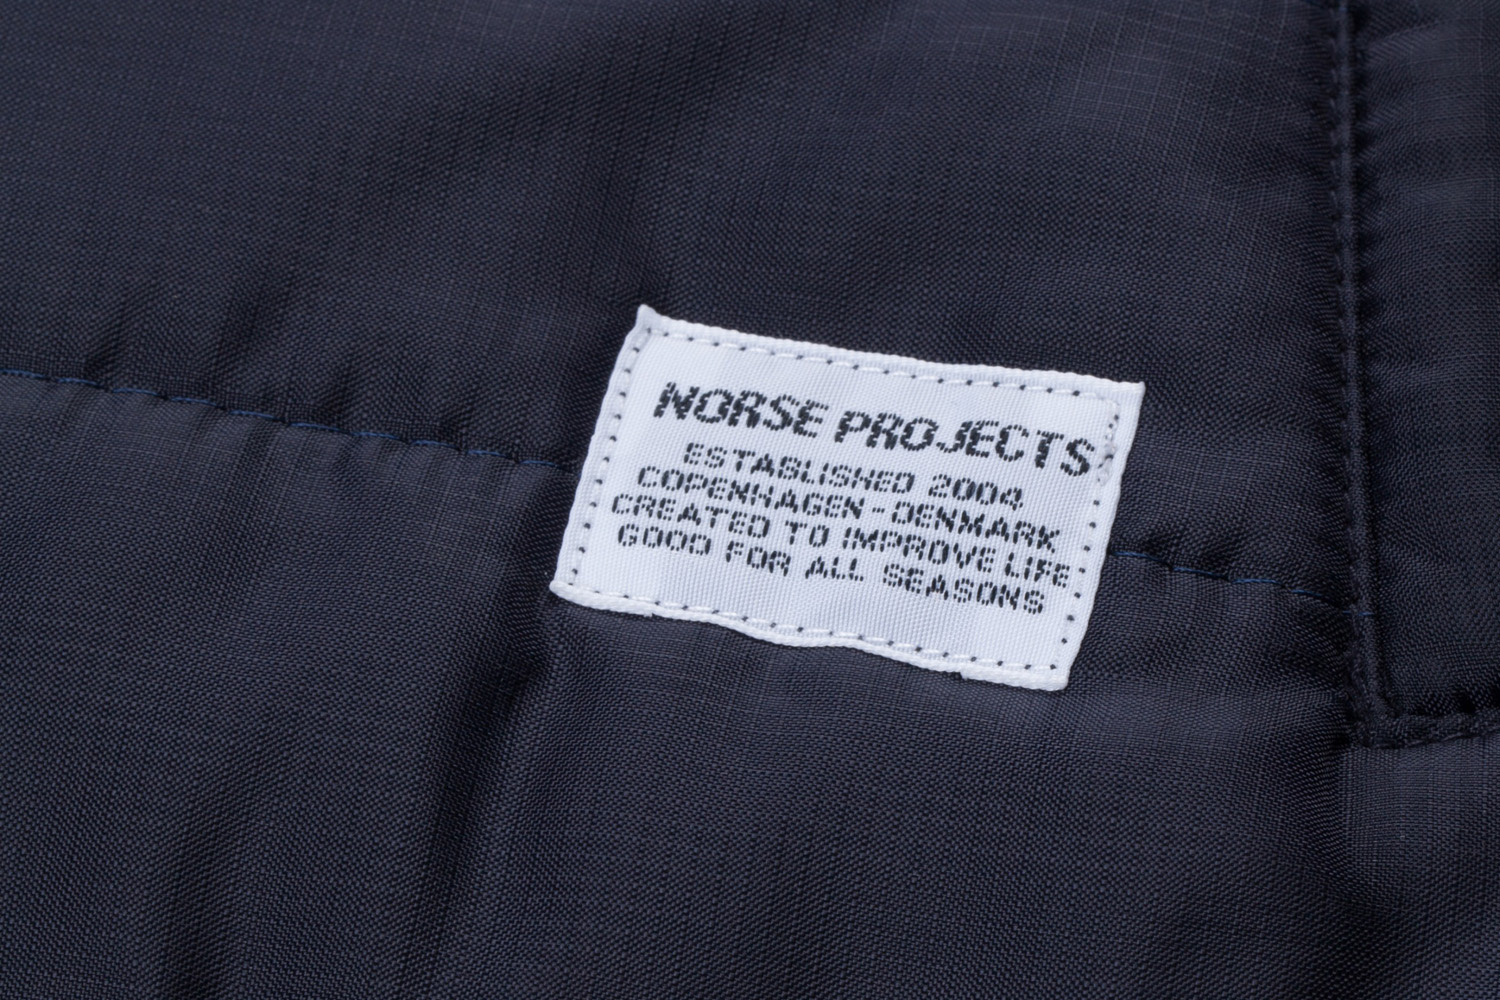 NORSE PROJECTS
ESTABLISHED 2004
COPENHAGEN - DENMARK
CREATED TO IMPROVE LIFE
GOOD FOR ALL SEASONS